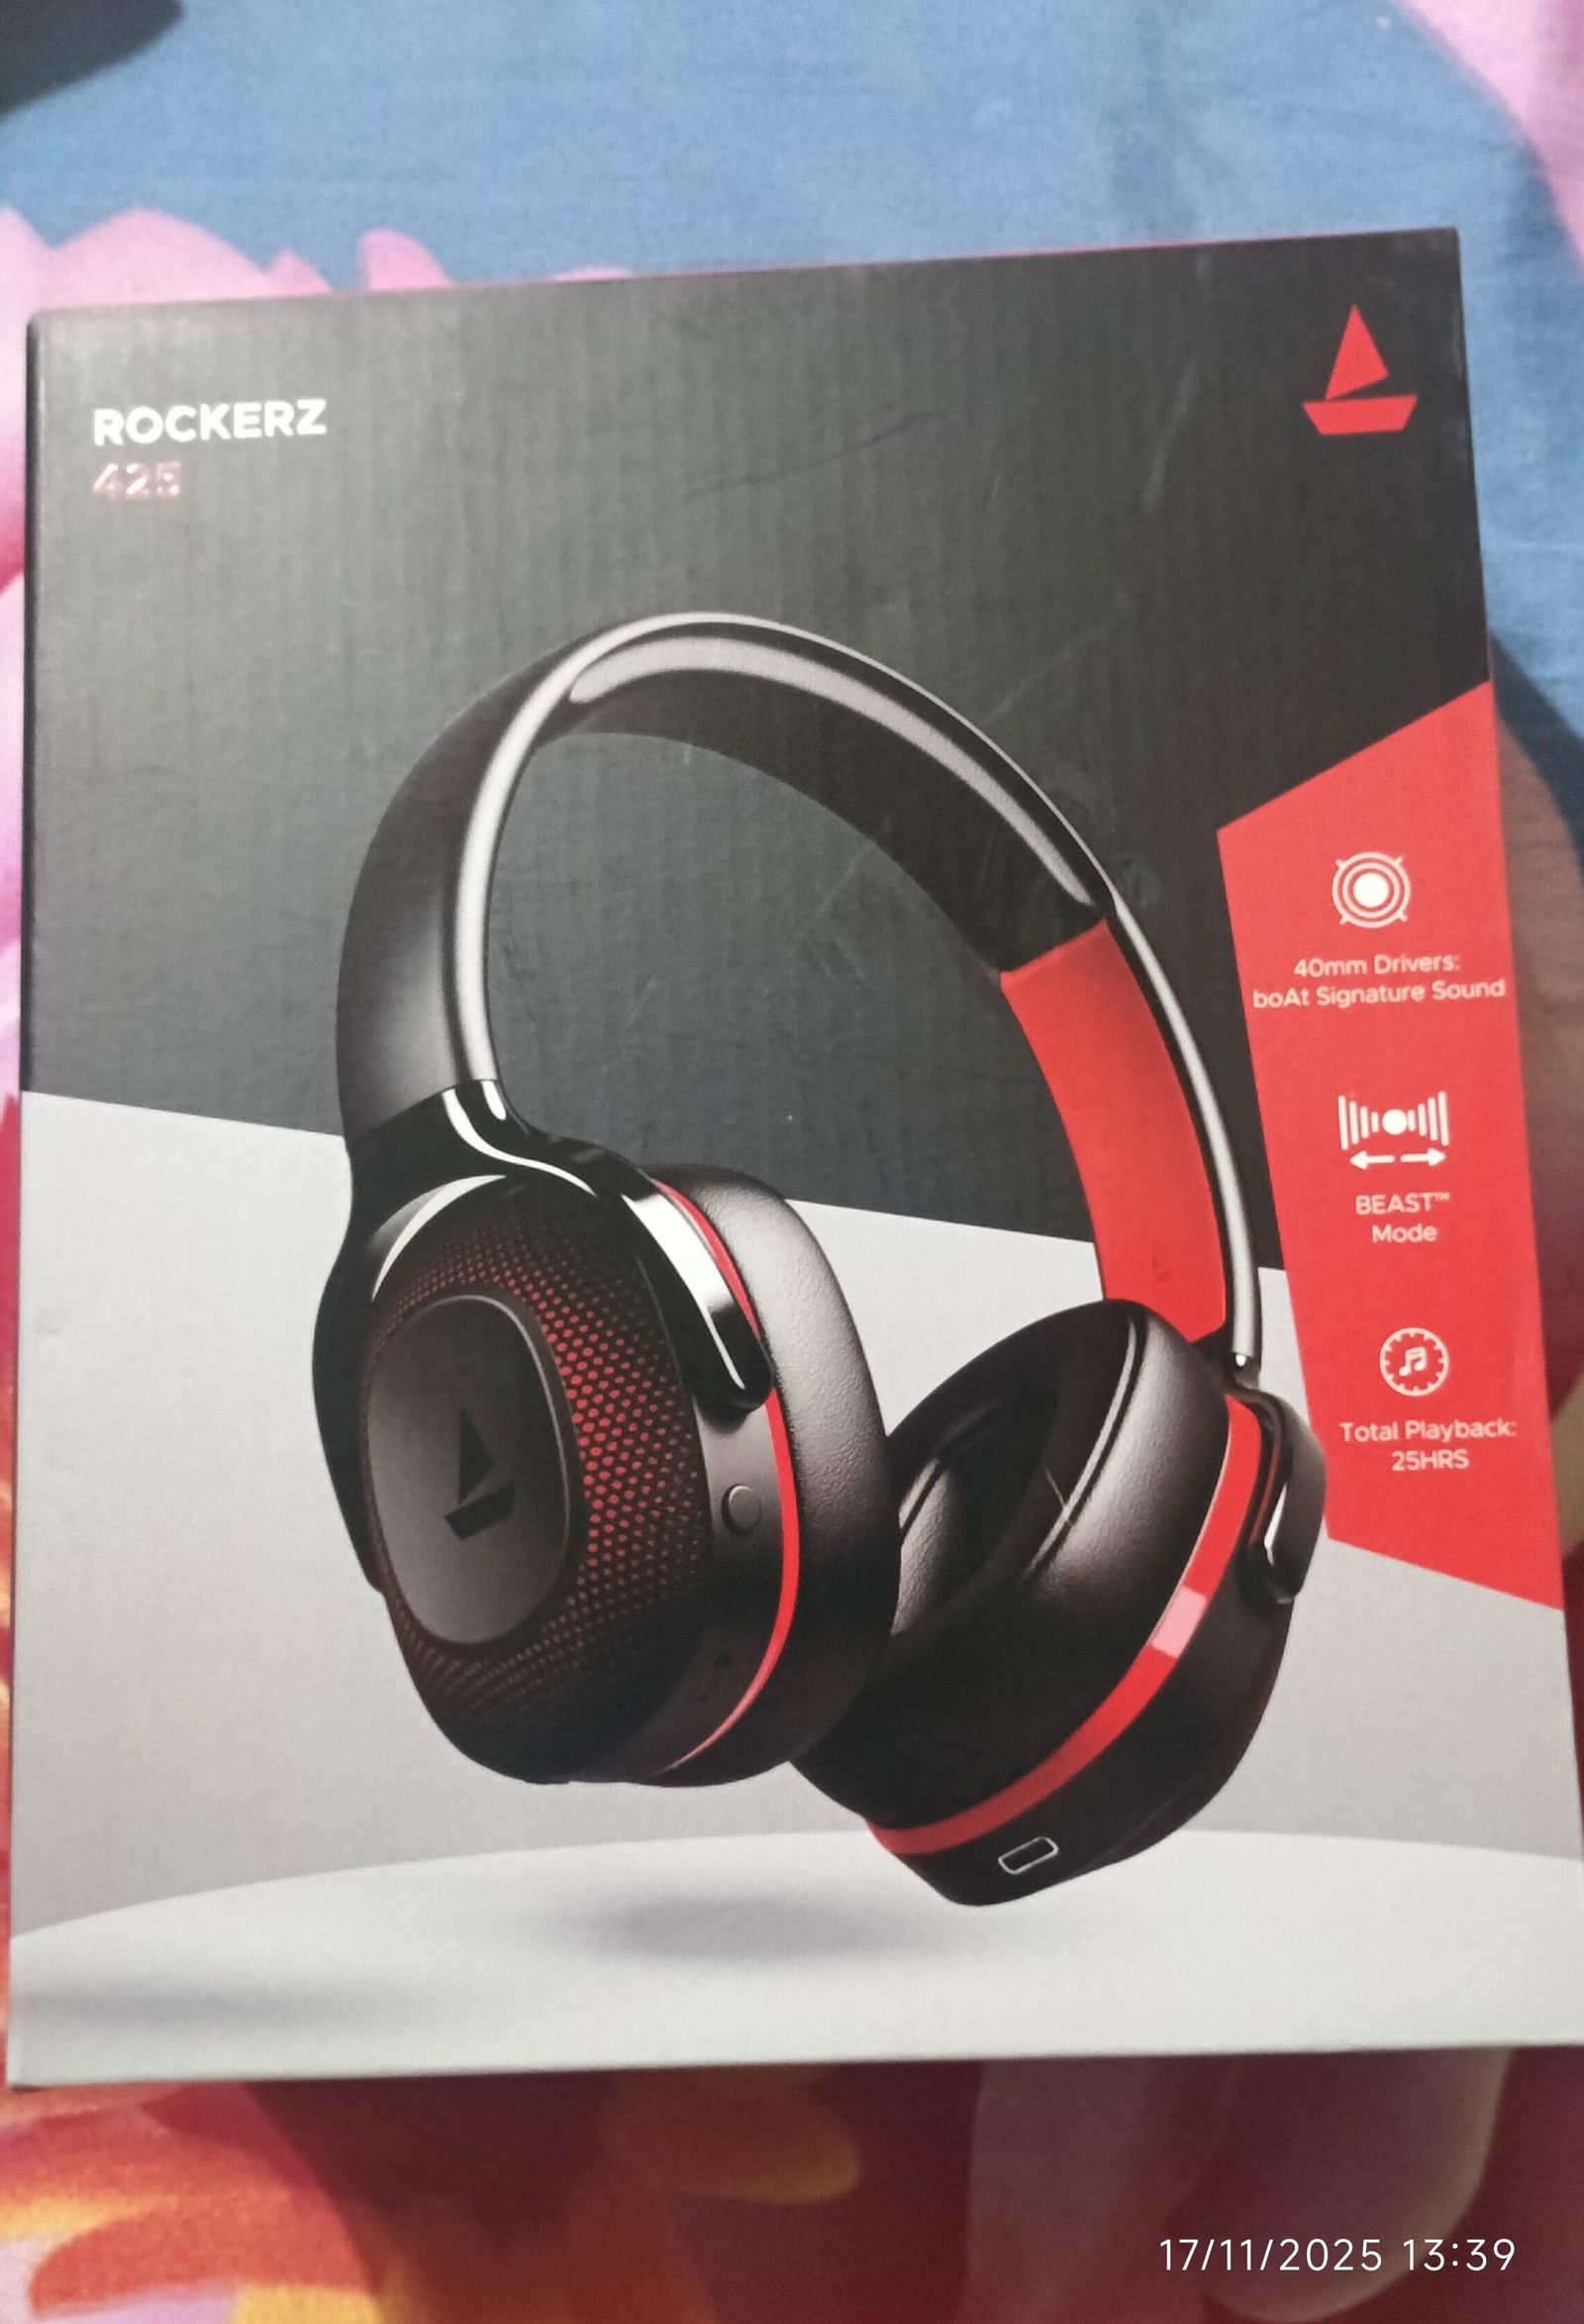 ROCKERZ
425
40mm Drivers:
boAt Signature Sound
BEAST™
Mode
Total Playback:
25HRS
17/11/2025 13:39